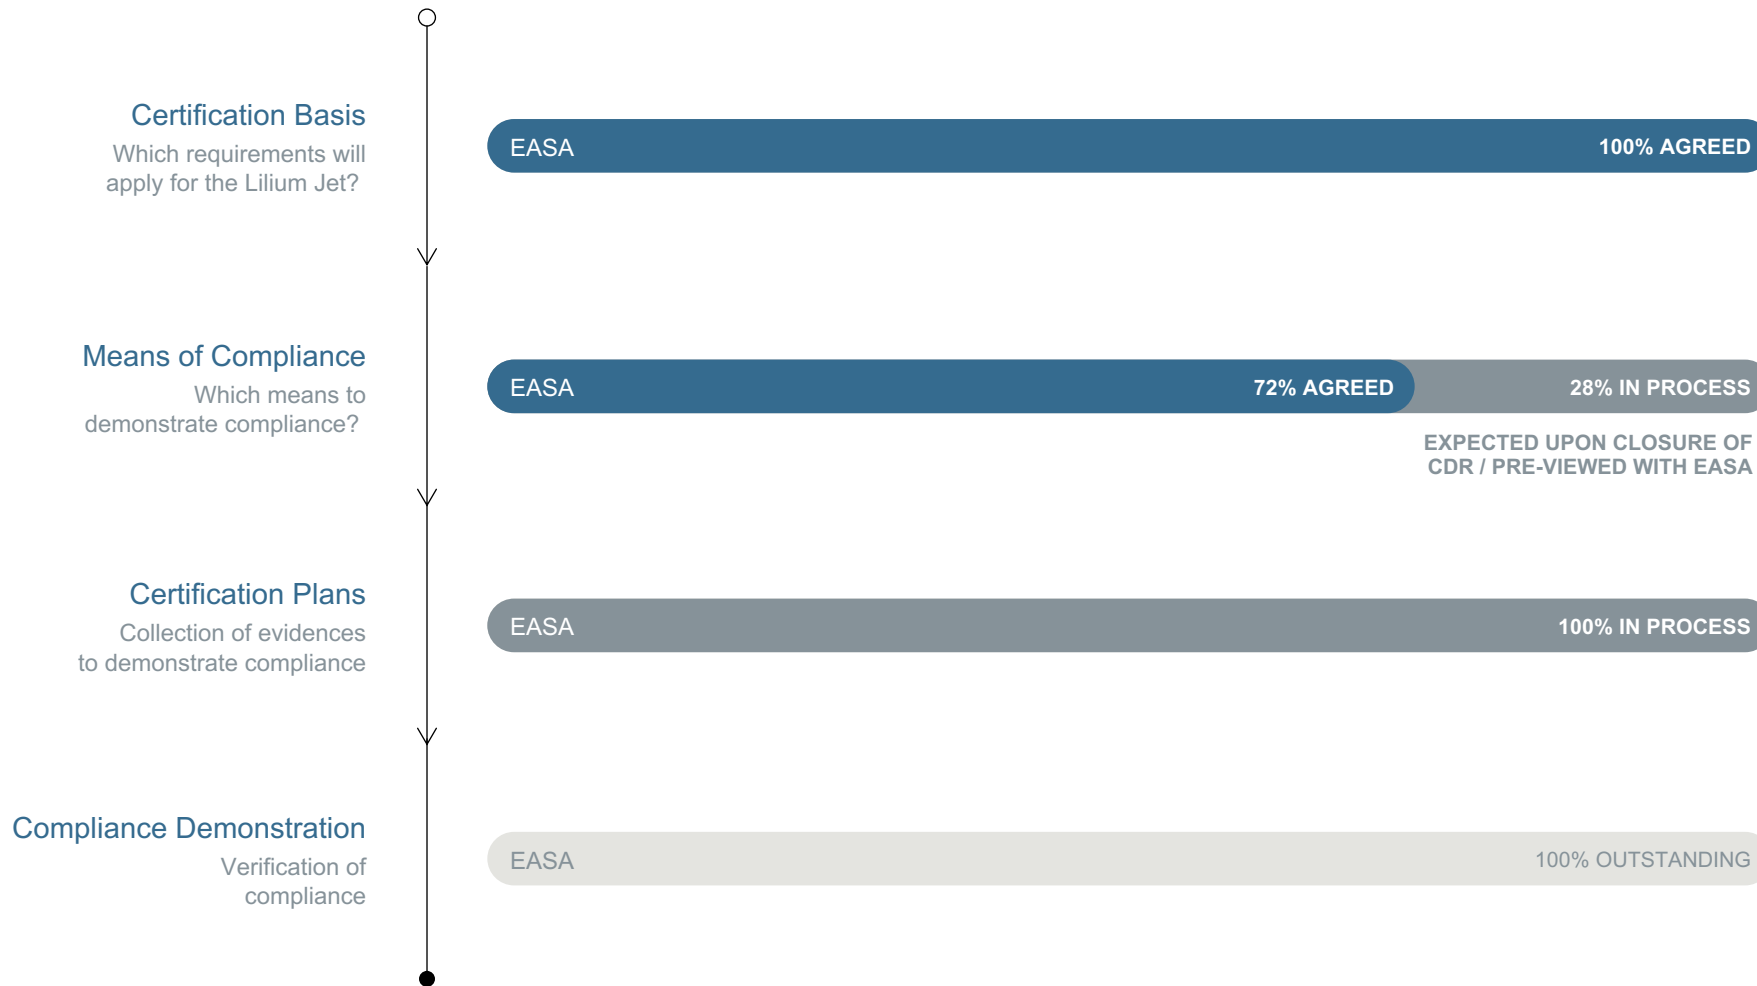 Certification Basis
Which requirements will
apply for the Lilium Jet?
EASA
100% AGREED
Means of Compliance
Which means to
demonstrate compliance?
EASA
72% AGREED
28% IN PROCESS
EXPECTED UPON CLOSURE OF
CDR / PRE-VIEWED WITH EASA
Certification Plans
Collection of evidences
to demonstrate compliance
EASA
100% IN PROCESS
Compliance Demonstration
Verification of
compliance
EASA
100% OUTSTANDING